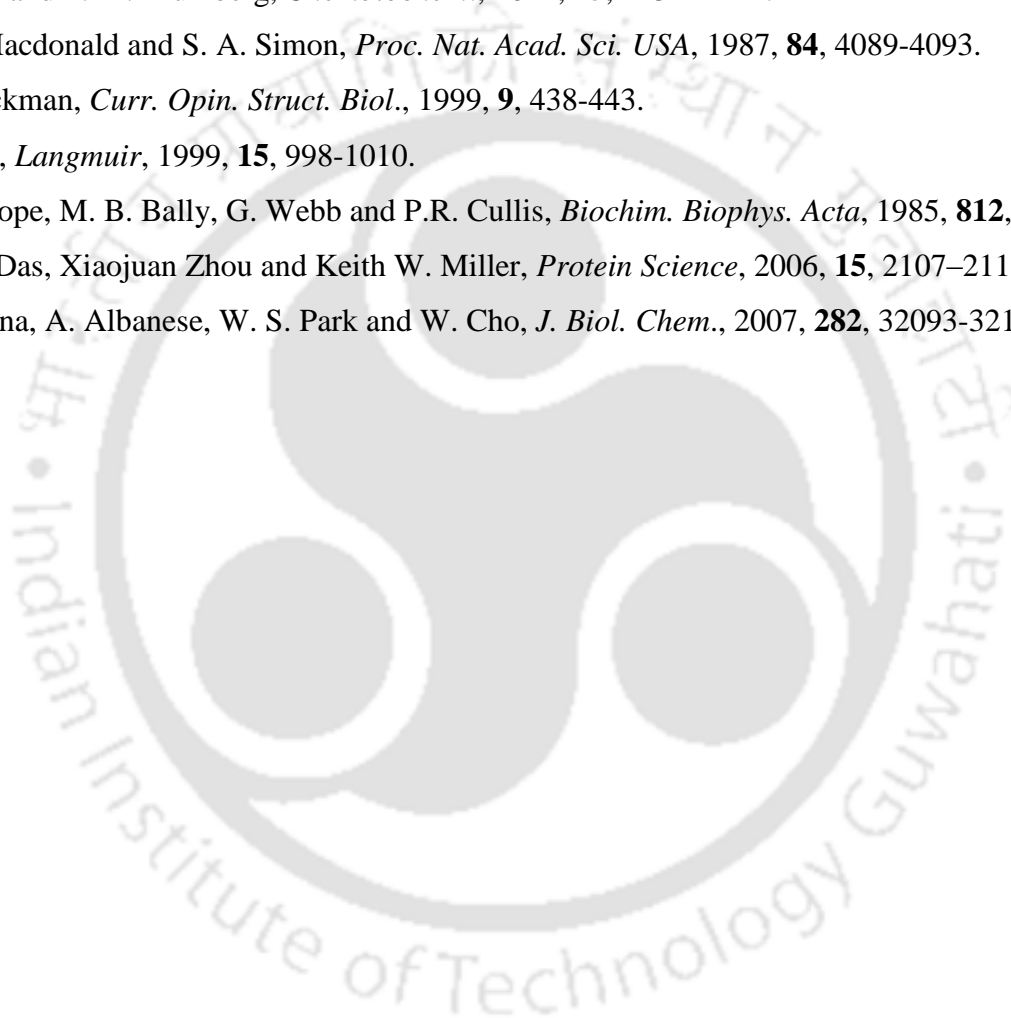 Macdonald and S. A. Simon, Proc. Nat. Acad. Sci. USA, 1987, 84, 4089-4093.
ckman, Curr. Opin. Struct. Biol., 1999, 9, 438-443.
, Langmuir, 1999, 15, 998-1010.
ope, M. B. Bally, G. Webb and P.R. Cullis, Biochim. Biophys. Acta, 1985, 812,
Das, Xiaojuan Zhou and Keith W. Miller, Protein Science, 2006, 15, 2107–211
na, A. Albanese, W. S. Park and W. Cho, J. Biol. Chem., 2007, 282, 32093-321
Indian Institute of Technology Guwahati